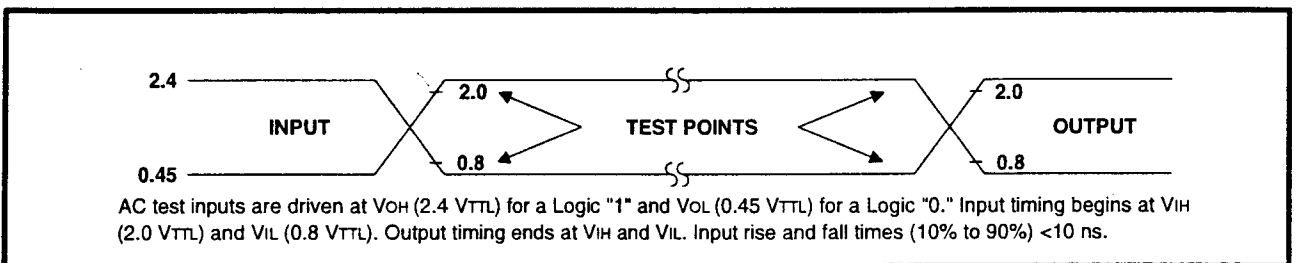 2.4
2.0
2.0
INPUT
TEST POINTS
OUTPUT
0.8
0.8
0.45
AC test inputs are driven at VOH (2.4 VTTL) for a Logic "1" and VOL (0.45 VTTL) for a Logic "0." Input timing begins at VIH
(2.0 VTTL) and VIL (0.8 VTTL). Output timing ends at VIH and VIL. Input rise and fall times (10% to 90%) <10 ns.